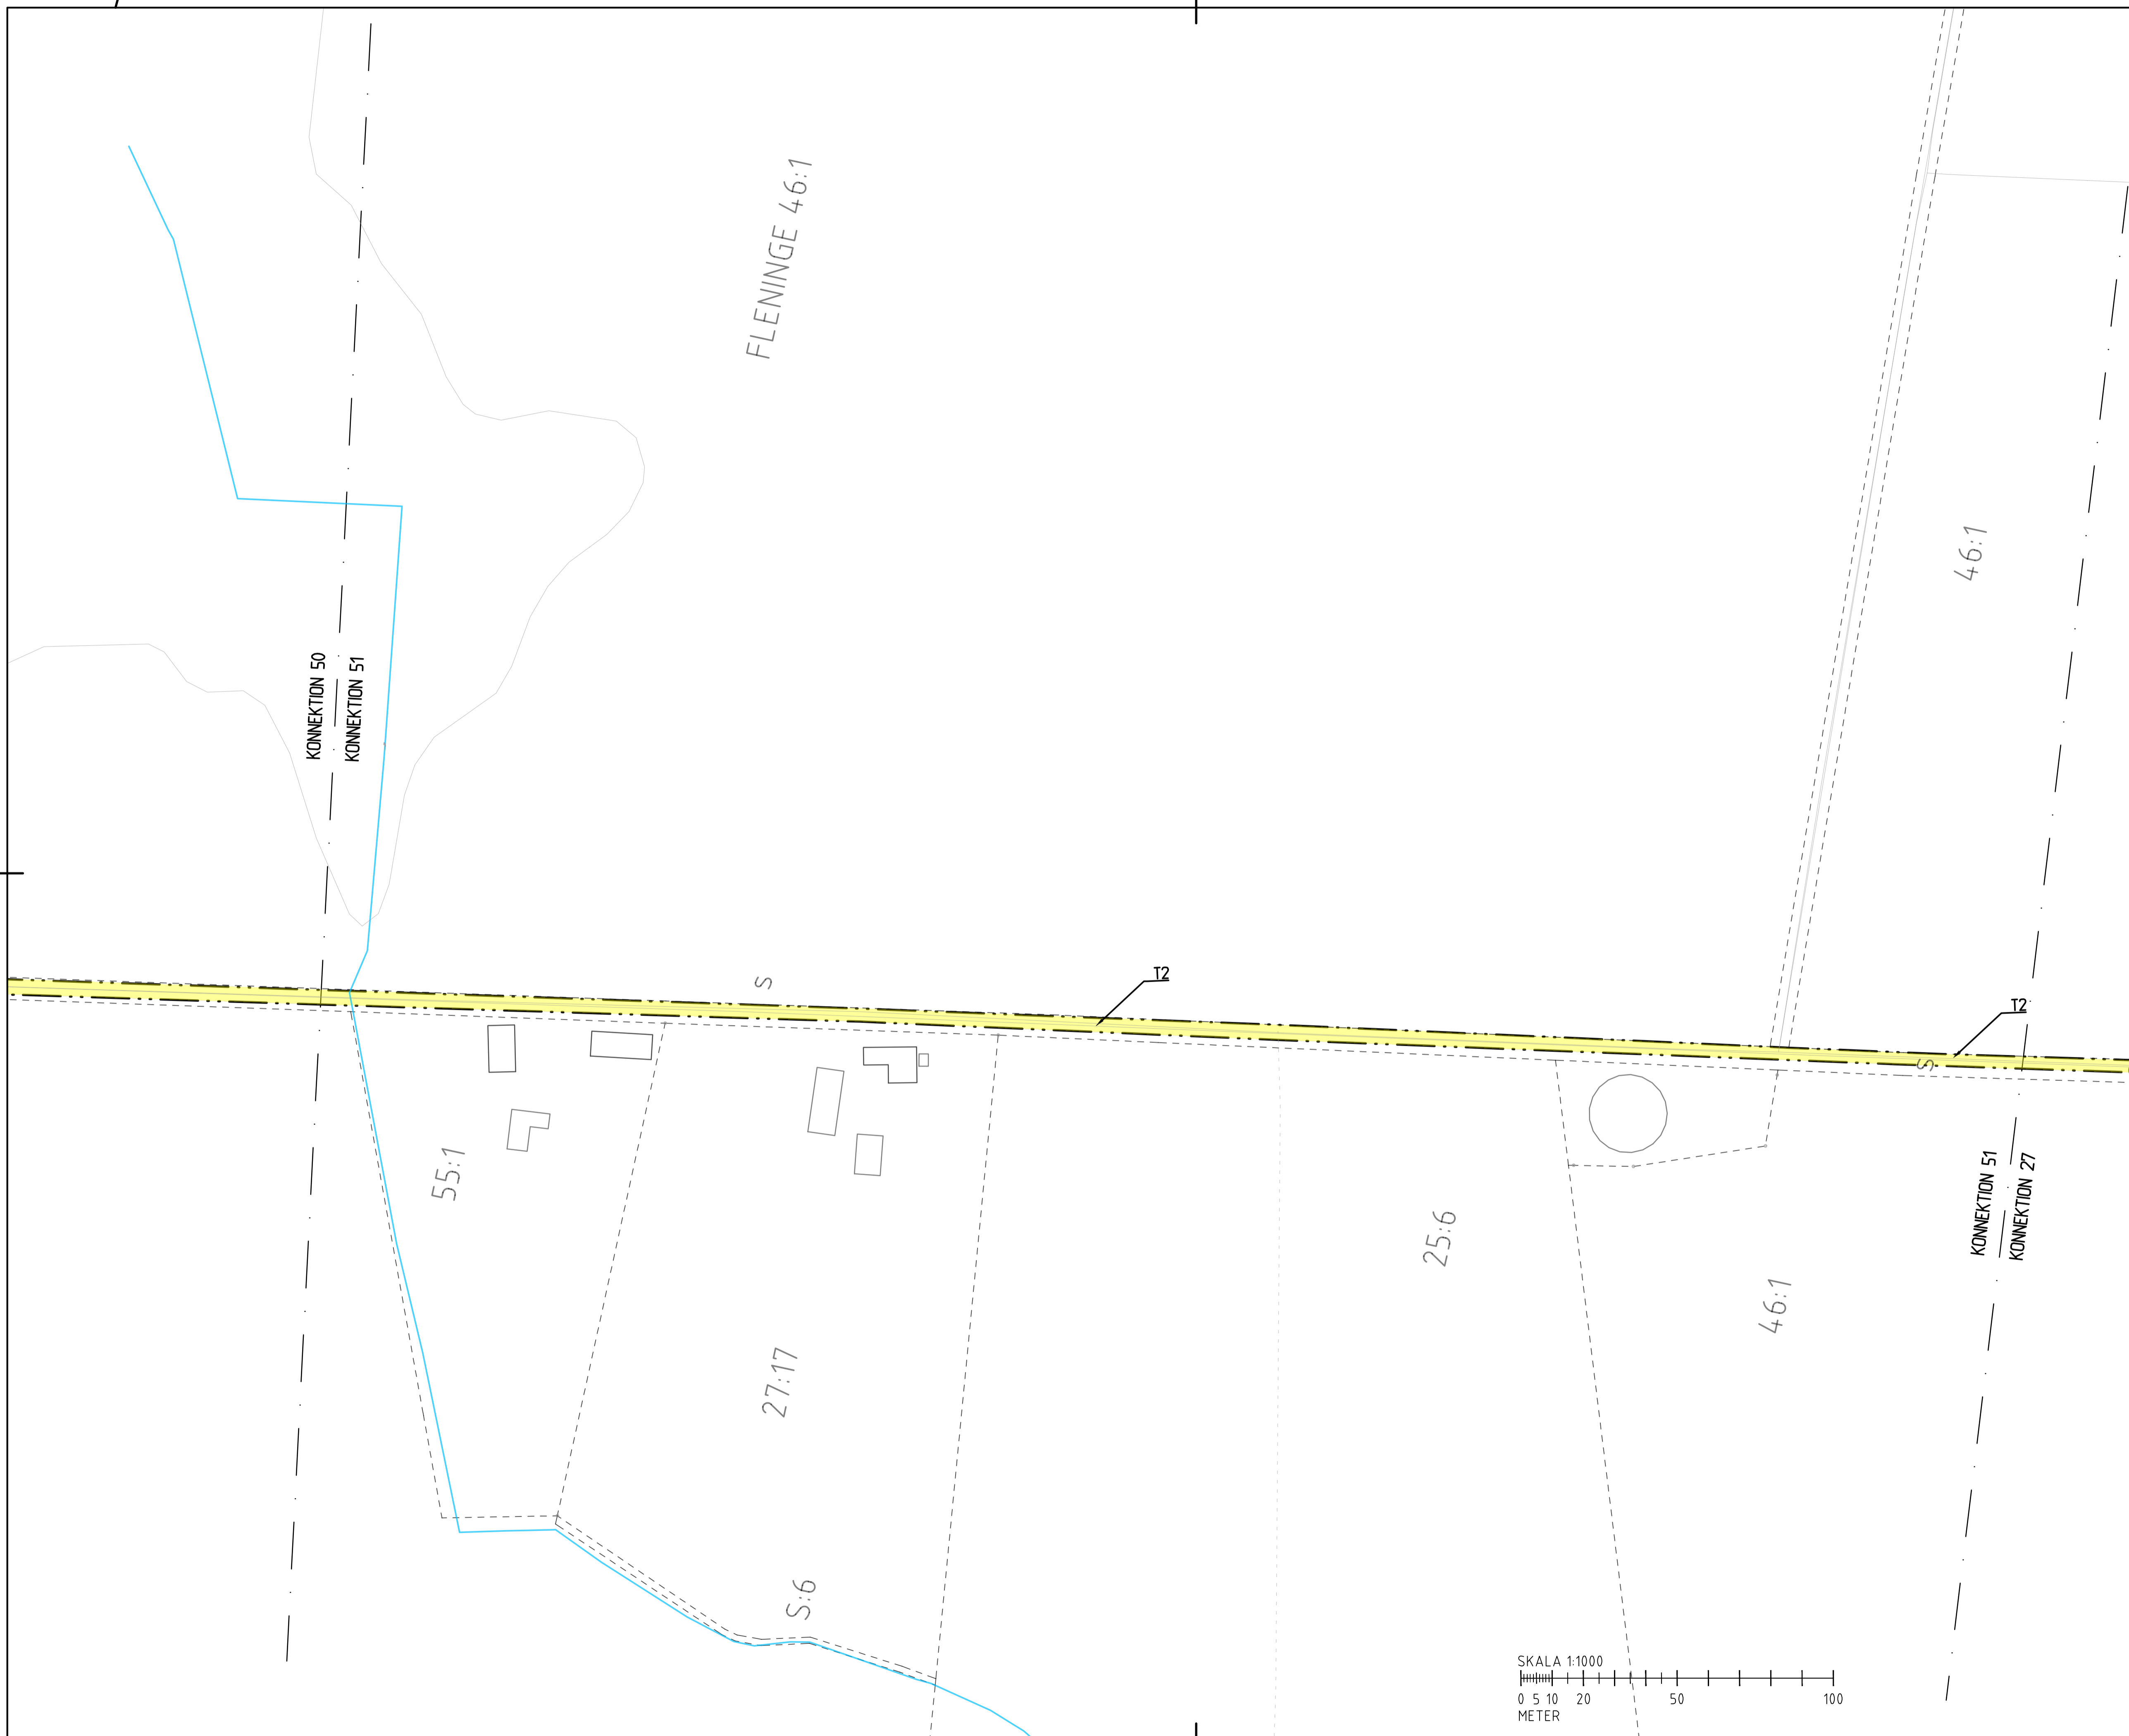 FLENINGE 46:1
46:1
KONNEKTION 50
KONNEKTION 51
S
T2
T2
S
55:1
27:17
25:6
46:1
KONNEKTION 51
KONNEKTION 27
S:6
SKALA 1:1000
0 5 10 20 50 100
METER